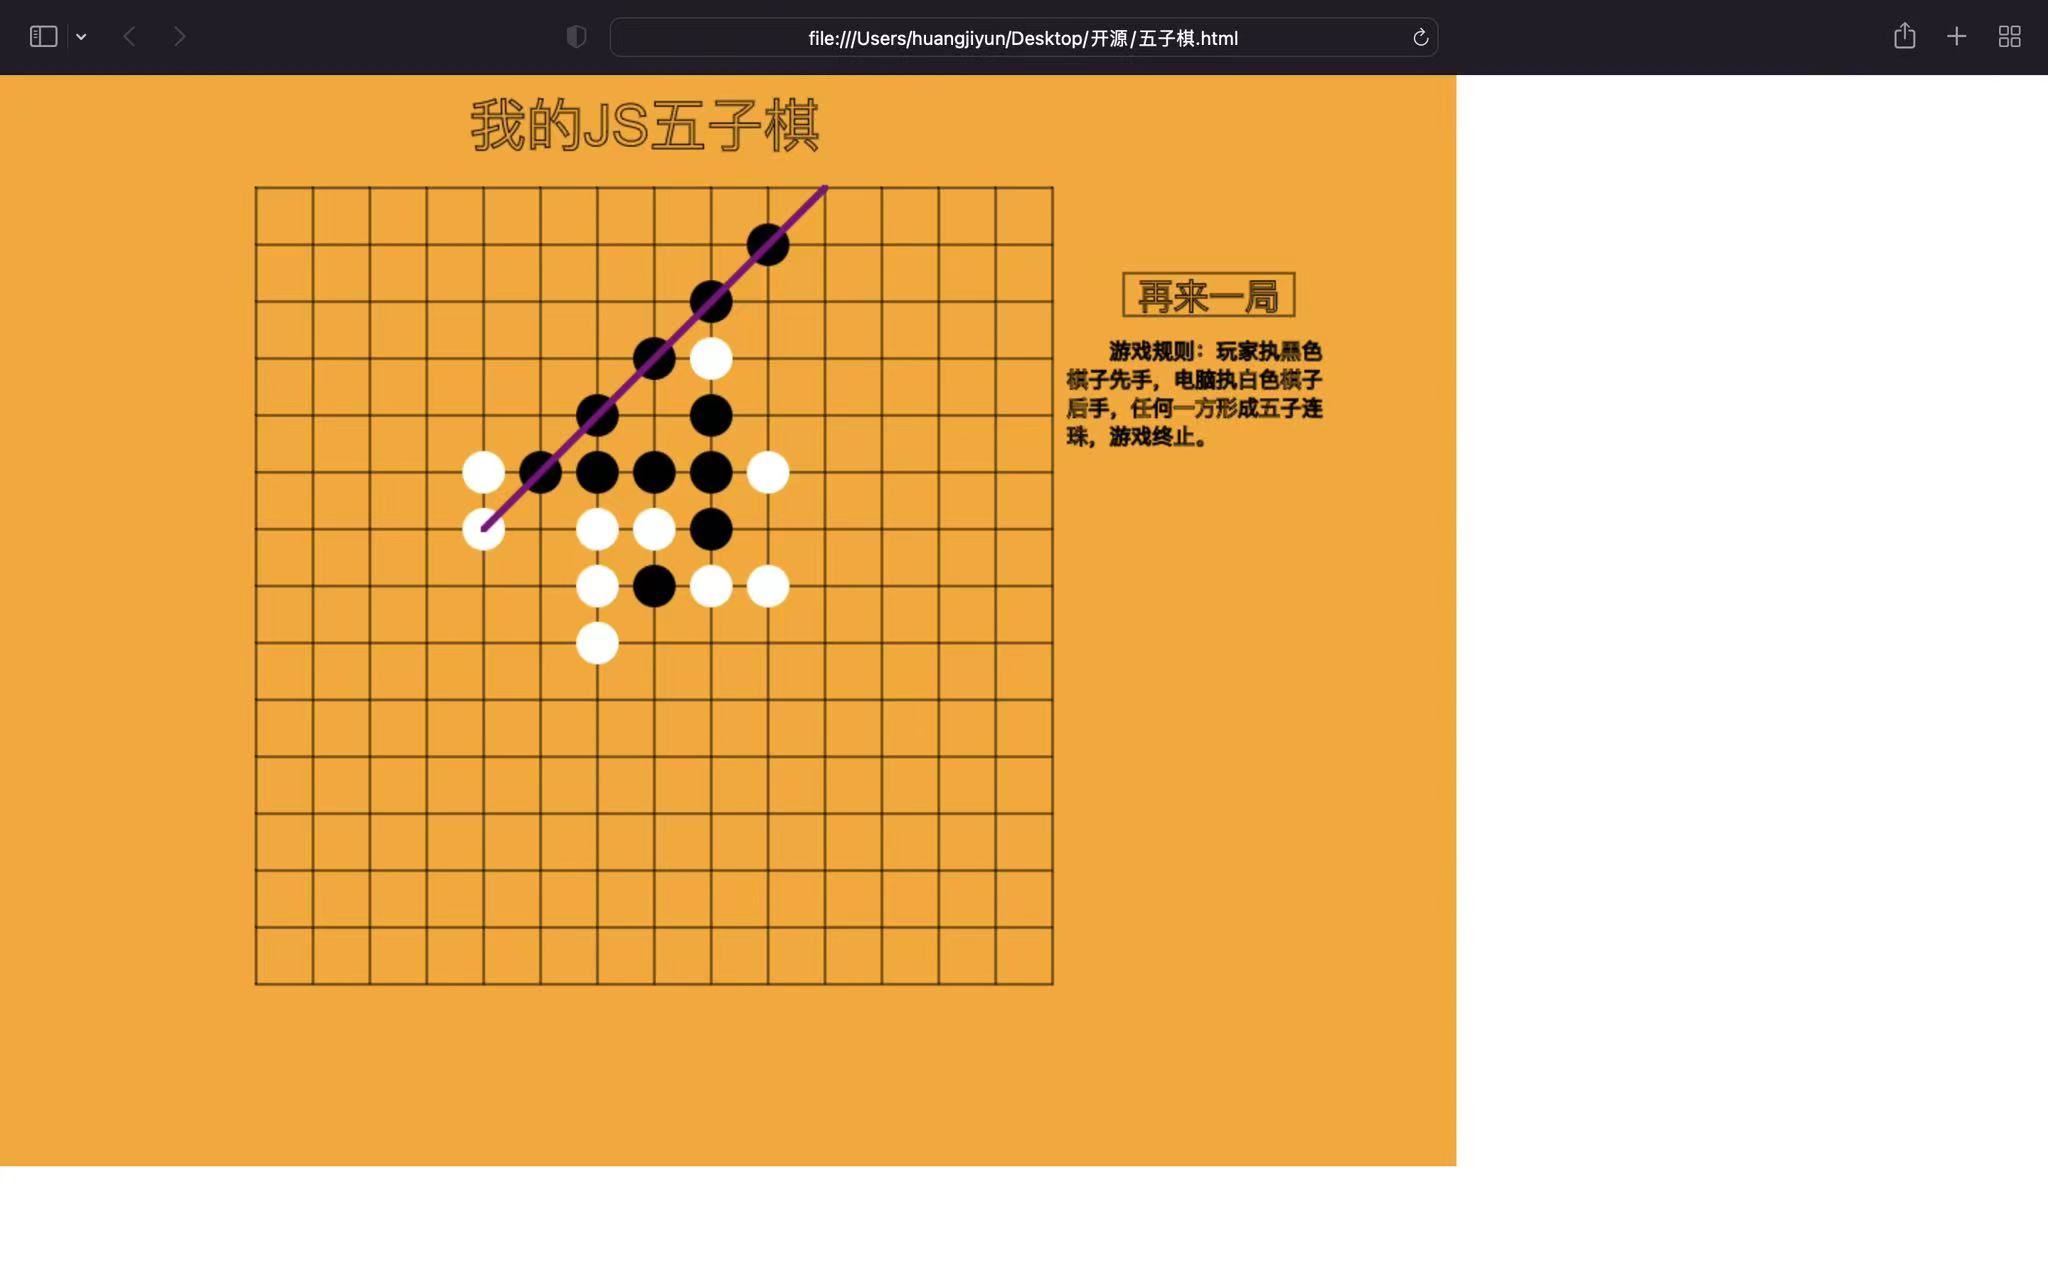 file:///Users/huangjiyun/Desktop/开源/五子棋.html
我的JS五子棋
再来一局
游戏规则：玩家执黑色
棋子先手，电脑执白色棋子
后手，任何一方形成五子连
珠，游戏终止。